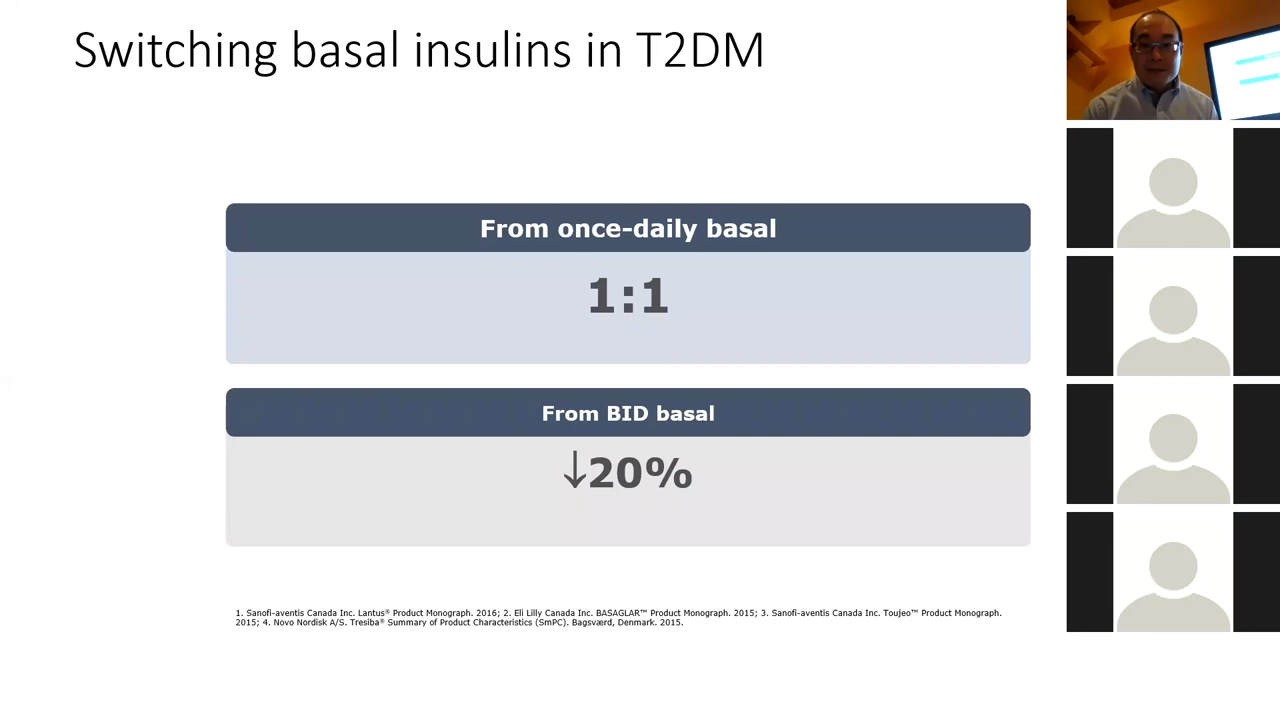 Switching basal insulins in T2DM
From once-daily basal
1:1
From BID basal
↓20%
1. Sanofi-aventis Canada Inc. Lantus® Product Monograph. 2016; 2. Eli Lilly Canada Inc. BASAGLAR™ Product Monograph. 2015; 3. Sanofi-aventis Canada Inc. Toujeo™ Product Monograph.
2015; 4. Novo Nordisk A/S. Tresiba® Summary of Product Characteristics (SmPC). Bagsværd, Denmark. 2015.